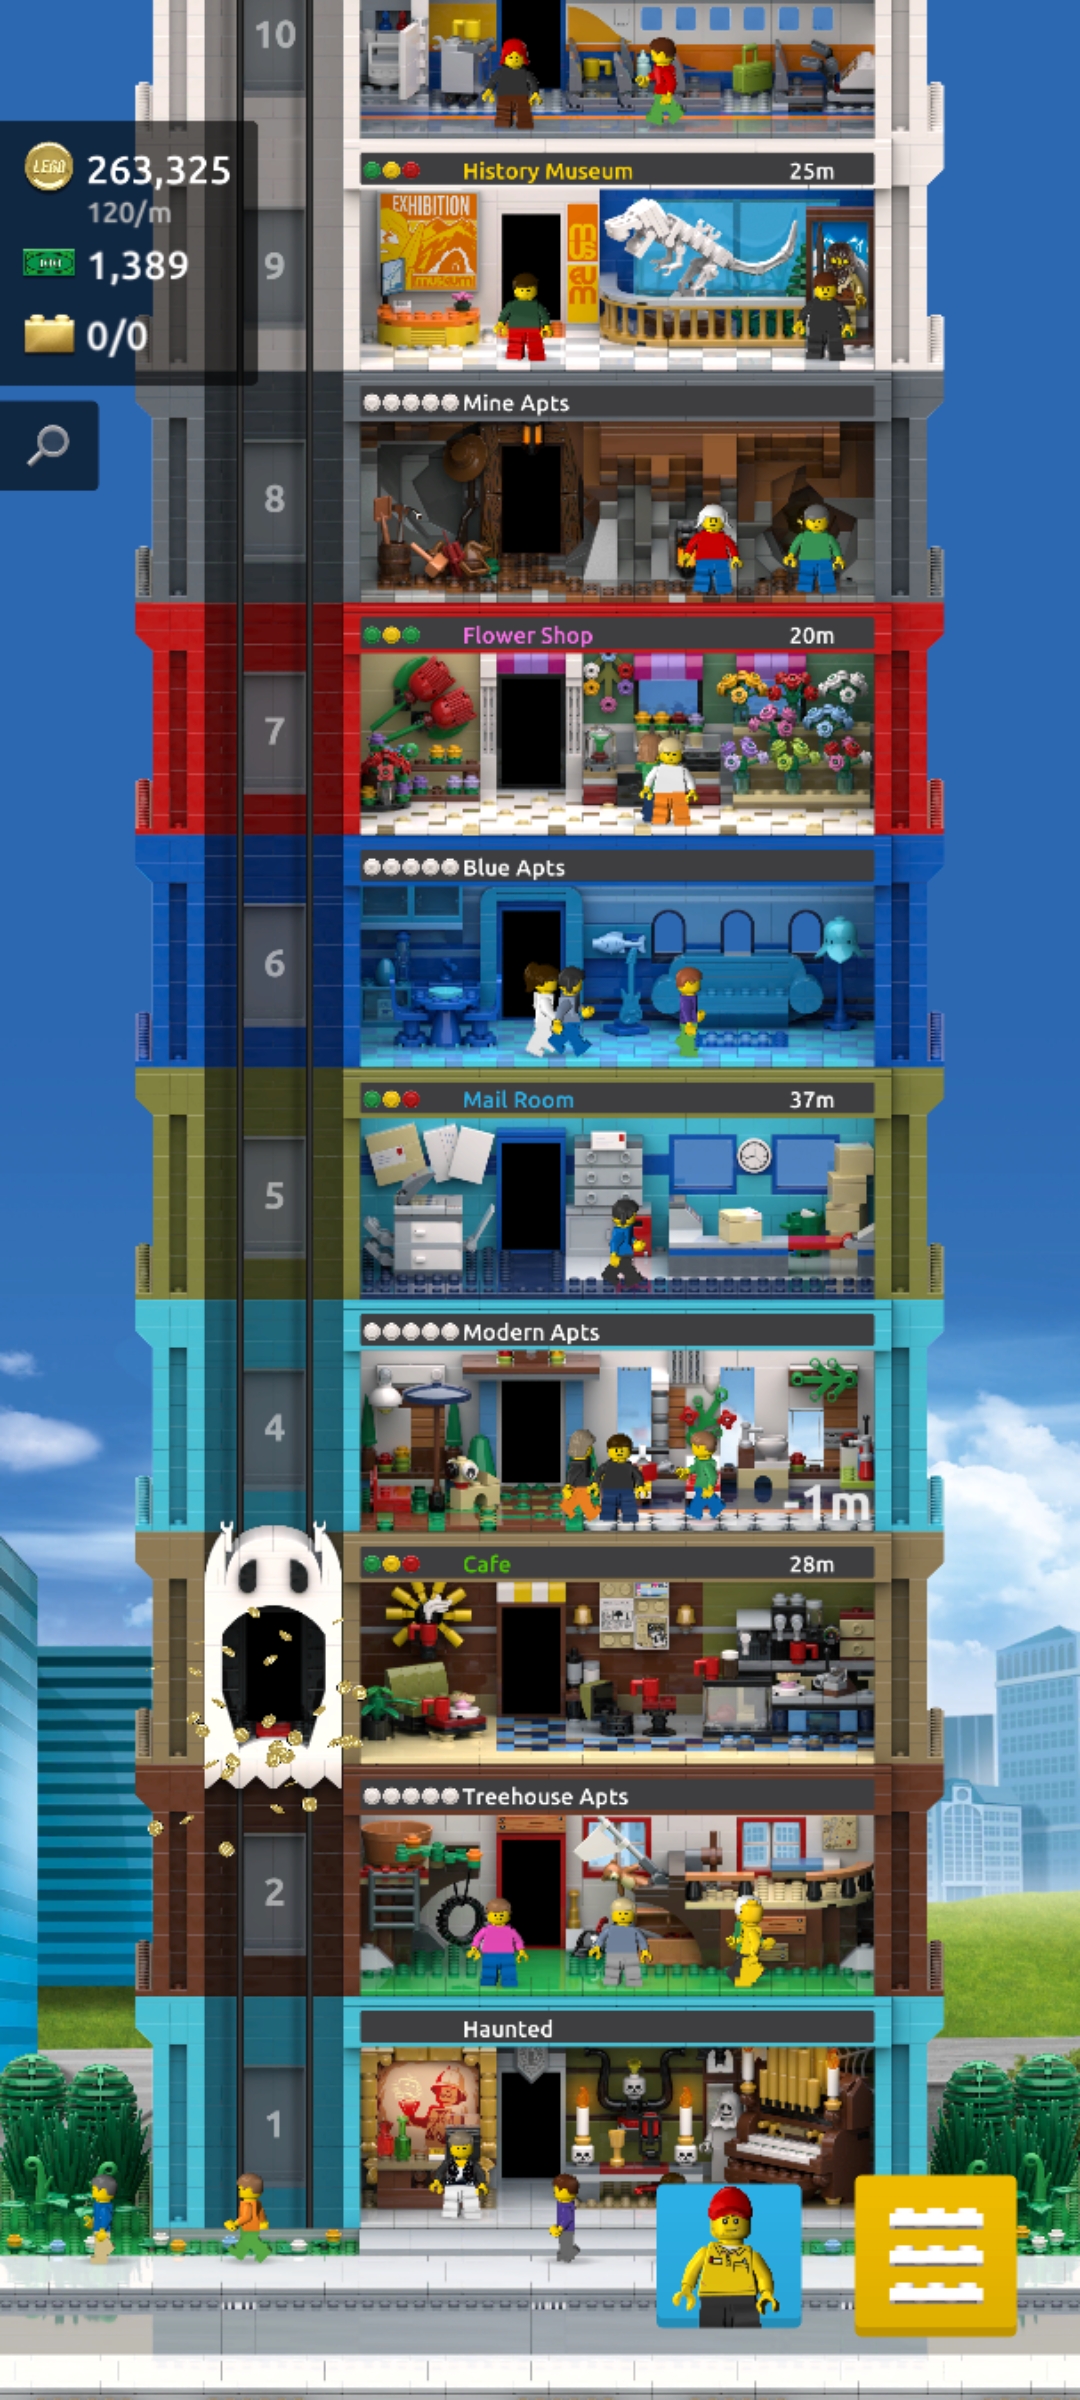 10
LEGO
263,325
120/m
1,389
0/0
History Museum 25m
EXHIBITION
museum
mus
eum
9
Mine Apts
8
Flower Shop 20m
7
Blue Apts
6
Mail Room 37m
5
Modern Apts
4
-1m
Cafe 28m
Treehouse Apts
2
Haunted
1